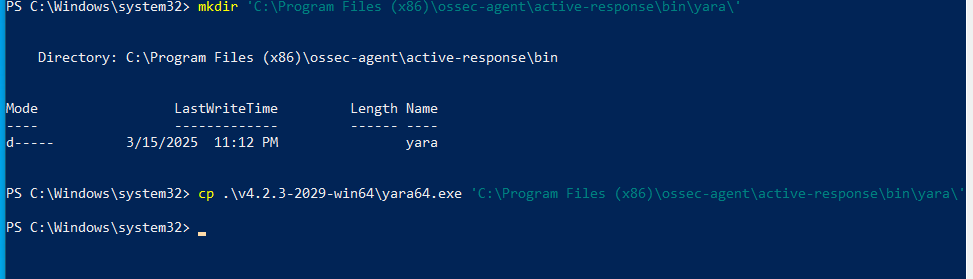 PS C:\Windows\system32> mkdir 'C:\Program Files (x86)\ossec-agent\active-response\bin\yara\'
Directory: C:\Program Files (x86)\ossec-agent\active-response\bin
Mode LastWriteTime Length Name
---- ------------- ------ ----
d----- 3/15/2025 11:12 PM yara
PS C:\Windows\system32> cp .\v4.2.3-2029-win64\yara64.exe 'C:\Program Files (x86)\ossec-agent\active-response\bin\yara\'
PS C:\Windows\system32>